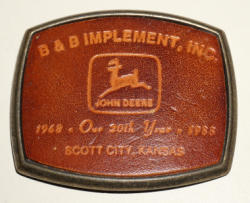 B & B IMPLEMENT, INC.
JOHN DEERE
1968 • Our 20th Year • 1988
SCOTT CITY, KANSAS